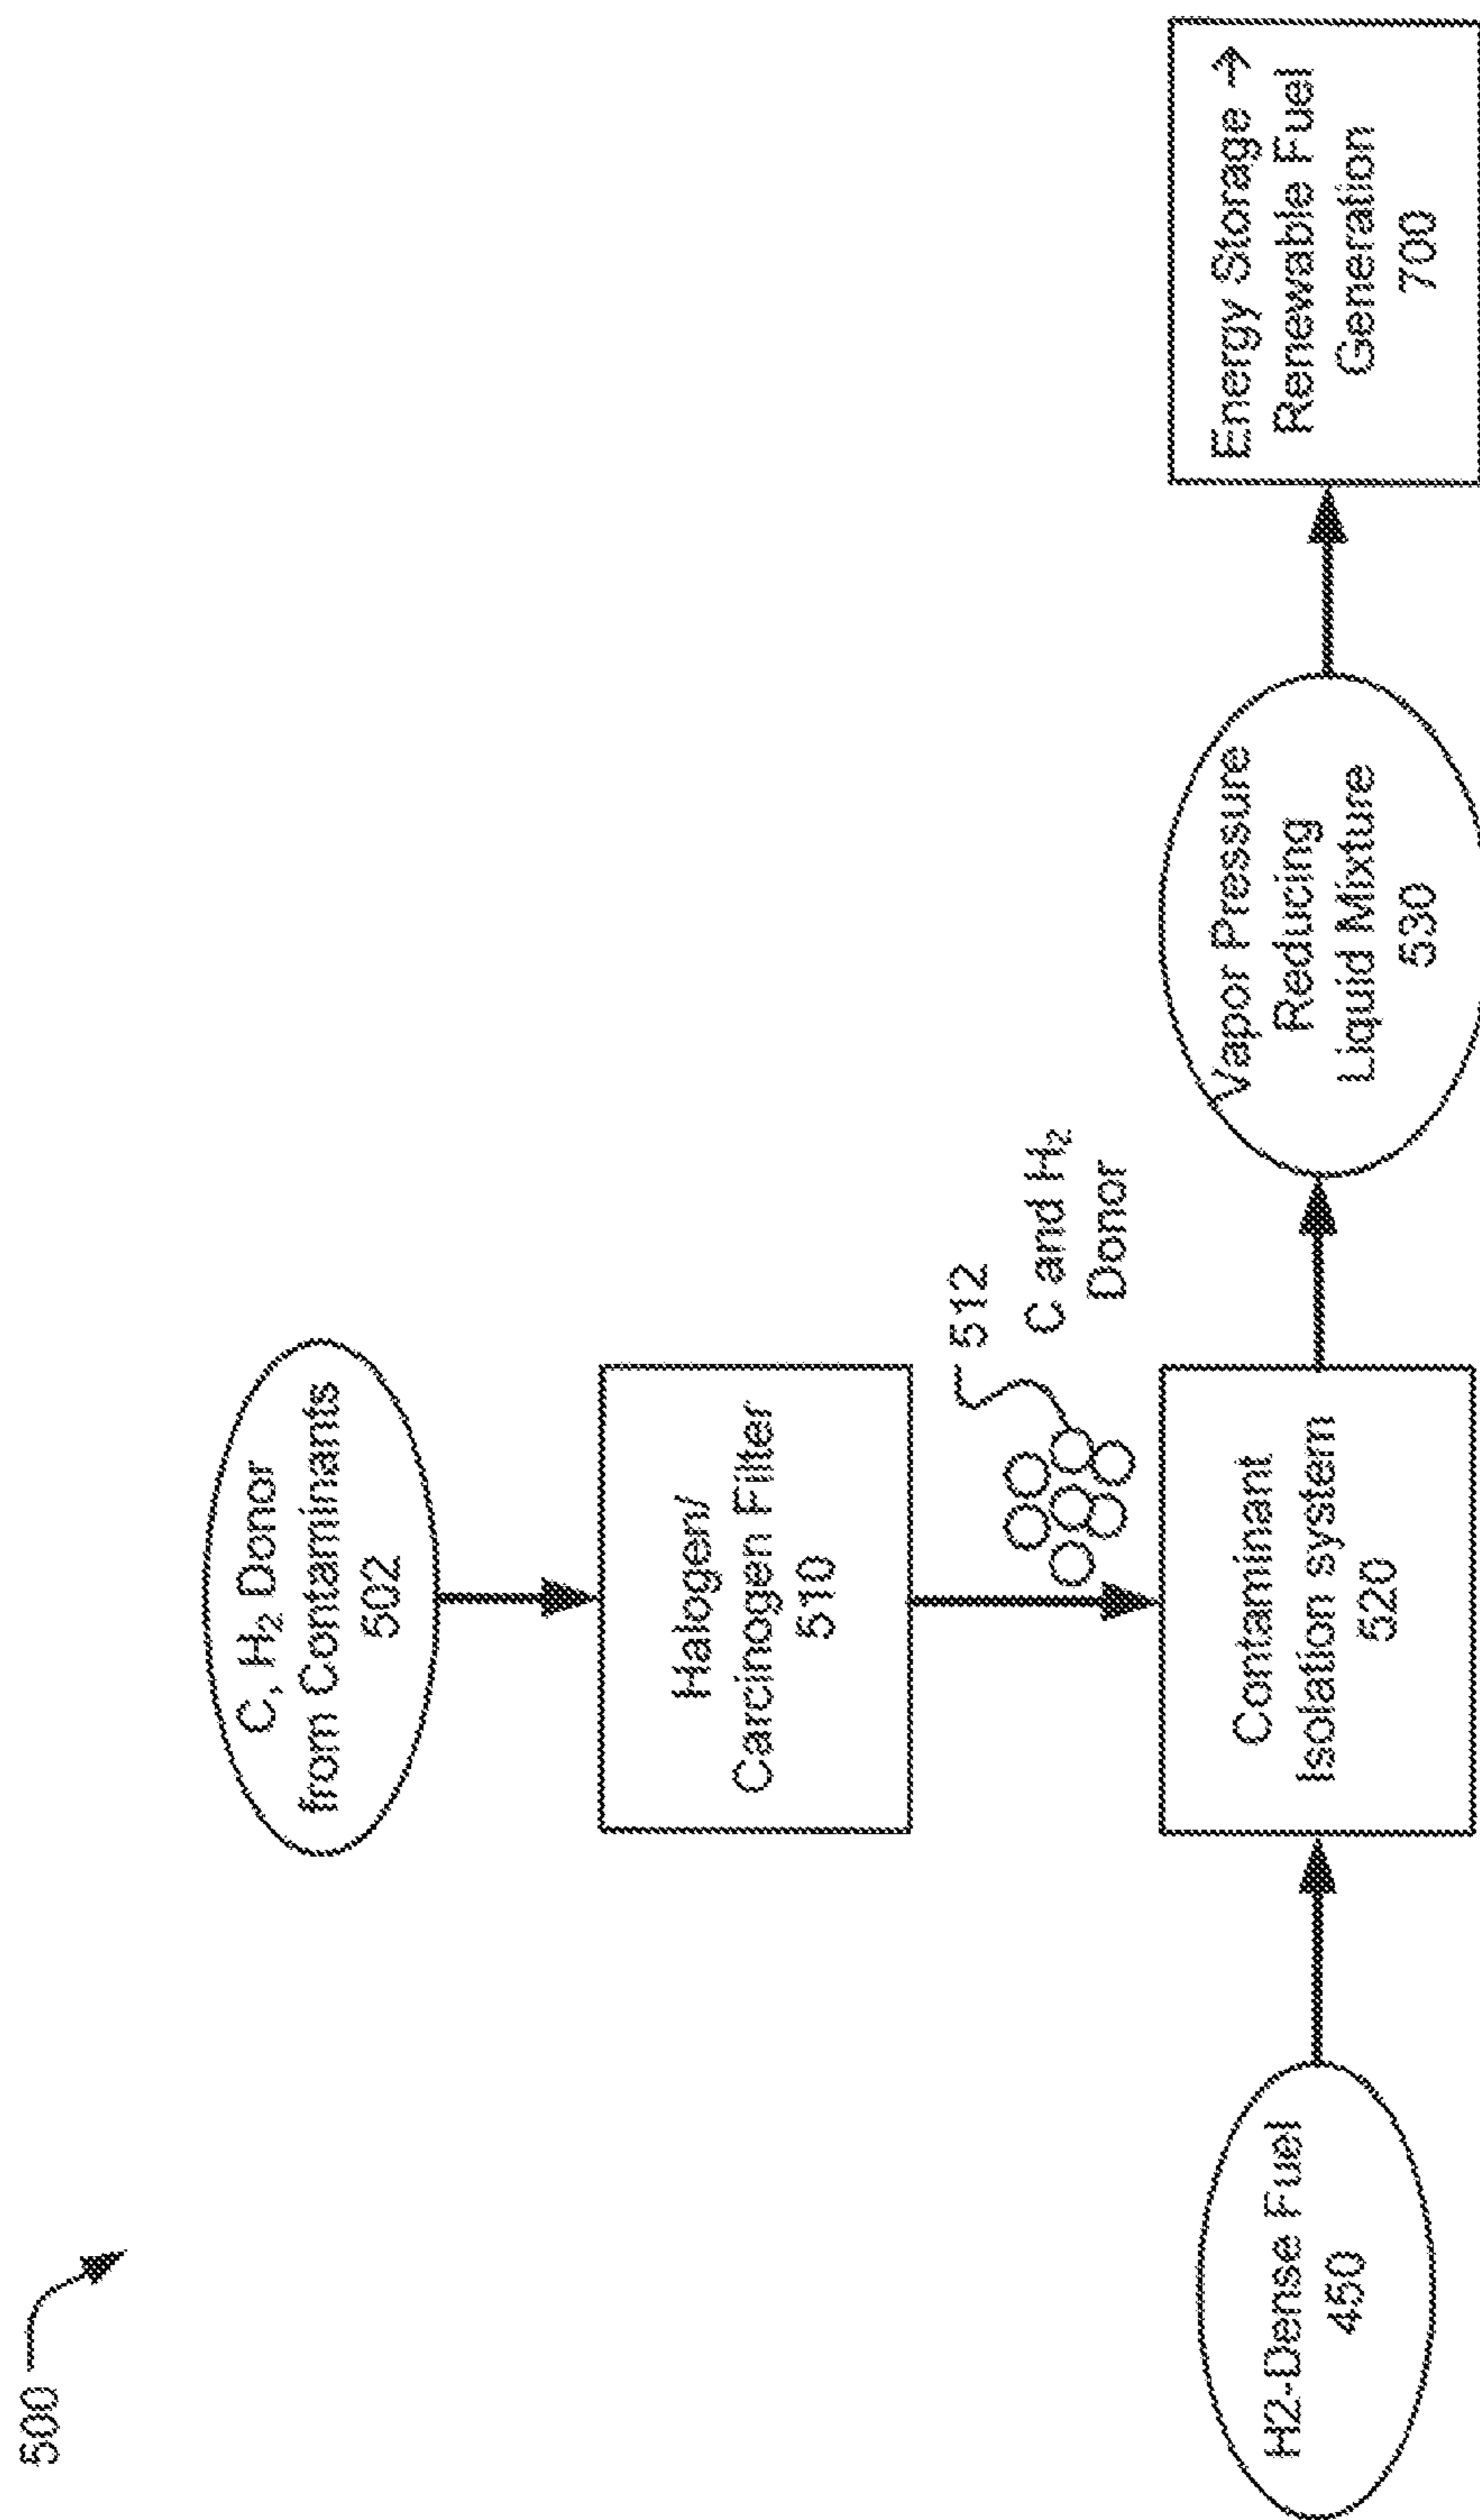 500
C, H₂ Donor
from Contaminants
502
Halogen/
Carcinogen Filter
510
512
C and H₂
Donor
H2-Dense Fuel
450
Contaminant
Isolation system
520
Vapor Pressure
Reducing
Liquid Mixture
530
Energy Storage →
Renewable Fuel
Generation
700